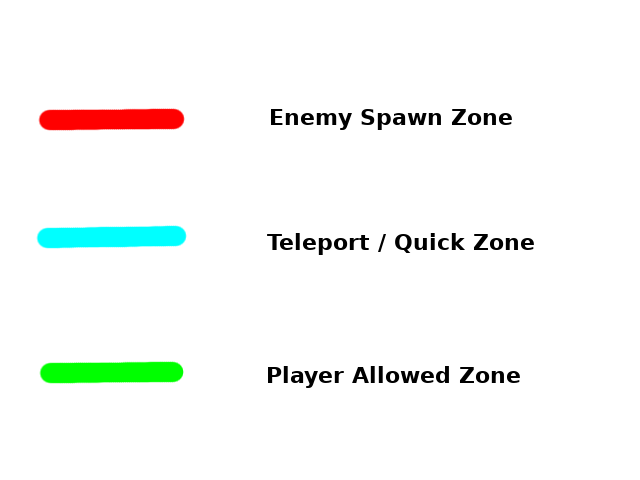 Enemy Spawn Zone
Teleport / Quick Zone
Player Allowed Zone